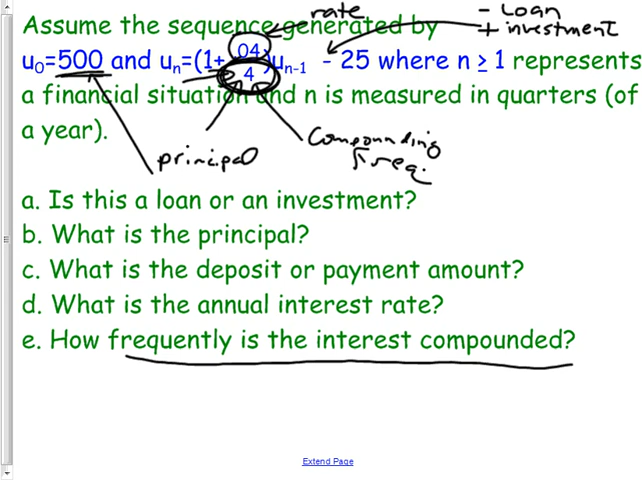 Assume the sequence generated by
rate
- Loan
+ investment
u0=500 and un=(1+ 04/4)un-1 - 25 where n ≥ 1 represents
a financial situation and n is measured in quarters (of
a year).
principal
Compounding
freq.
a. Is this a loan or an investment?
b. What is the principal?
c. What is the deposit or payment amount?
d. What is the annual interest rate?
e. How frequently is the interest compounded?
Extend Page